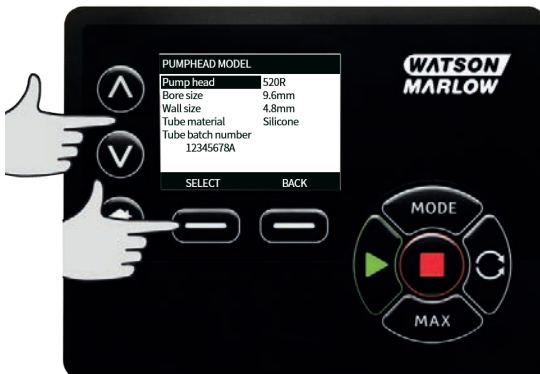 PUMPHEAD MODEL
Pump head 520R
Bore size 9.6mm
Wall size 4.8mm
Tube material Silicone
Tube batch number
12345678A
SELECT BACK
WATSON
MARLOW
MODE
MAX